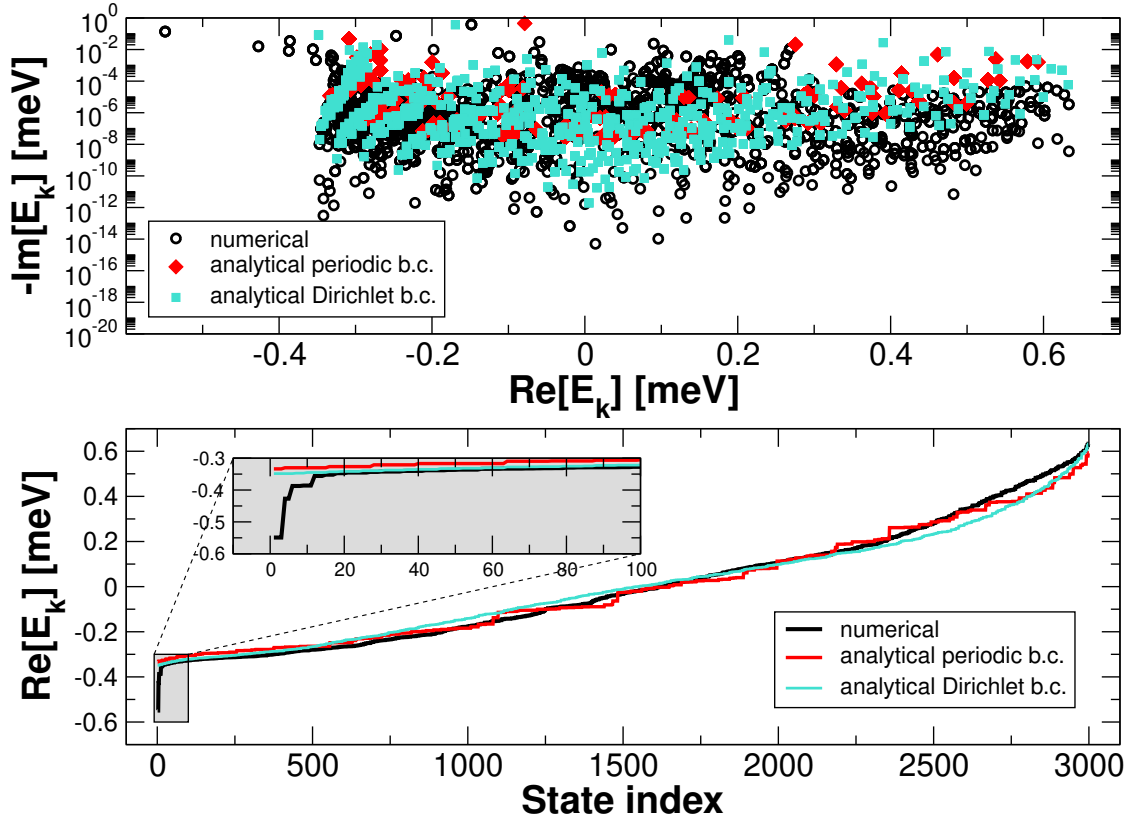 10^0
10^-2
10^-4
10^-6
10^-8
10^-10
10^-12
10^-14
10^-16
10^-18
10^-20
-Im[E_k] [meV]
numerical
analytical periodic b.c.
analytical Dirichlet b.c.
-0.4 -0.2 0 0.2 0.4 0.6
Re[E_k] [meV]
0.6
0.4
0.2
0
-0.2
-0.4
-0.6
Re[E_k] [meV]
-0.3
-0.4
-0.5
-0.6
0 20 40 60 80 100
numerical
analytical periodic b.c.
analytical Dirichlet b.c.
0 500 1000 1500 2000 2500 3000
State index